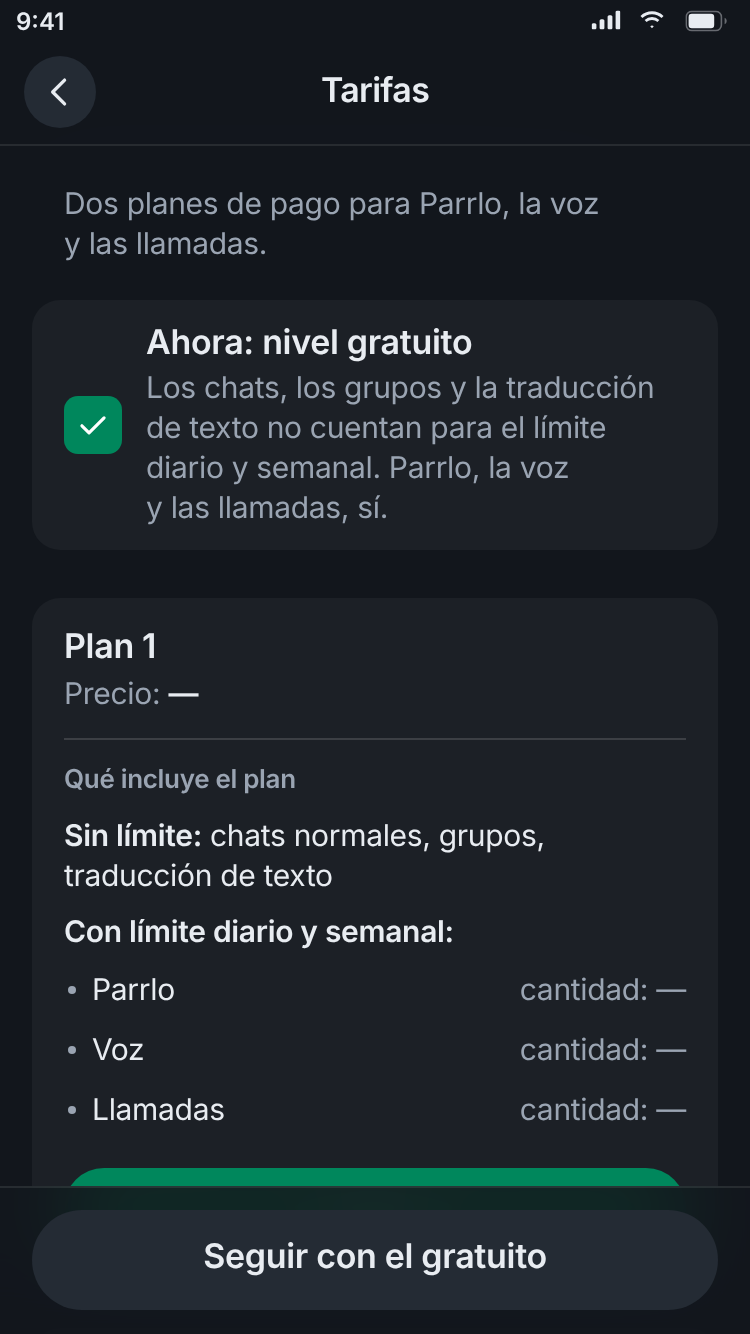 9:41
Tarifas
Dos planes de pago para Parrlo, la voz
y las llamadas.
Ahora: nivel gratuito
Los chats, los grupos y la traducción
de texto no cuentan para el límite
diario y semanal. Parrlo, la voz
y las llamadas, sí.
Plan 1
Precio: —
Qué incluye el plan
Sin límite: chats normales, grupos,
traducción de texto
Con límite diario y semanal:
• Parrlo cantidad: —
• Voz cantidad: —
• Llamadas cantidad: —
Seguir con el gratuito